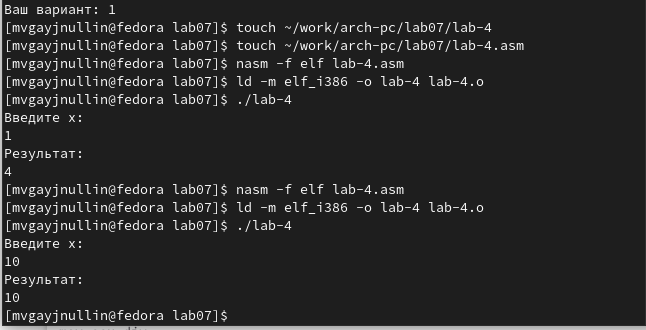 Ваш вариант: 1
[mvgayjnullin@fedora lab07]$ touch ~/work/arch-pc/lab07/lab-4
[mvgayjnullin@fedora lab07]$ touch ~/work/arch-pc/lab07/lab-4.asm
[mvgayjnullin@fedora lab07]$ nasm -f elf lab-4.asm
[mvgayjnullin@fedora lab07]$ ld -m elf_i386 -o lab-4 lab-4.o
[mvgayjnullin@fedora lab07]$ ./lab-4
Введите x:
1
Результат:
4
[mvgayjnullin@fedora lab07]$ nasm -f elf lab-4.asm
[mvgayjnullin@fedora lab07]$ ld -m elf_i386 -o lab-4 lab-4.o
[mvgayjnullin@fedora lab07]$ ./lab-4
Введите x:
10
Результат:
10
[mvgayjnullin@fedora lab07]$